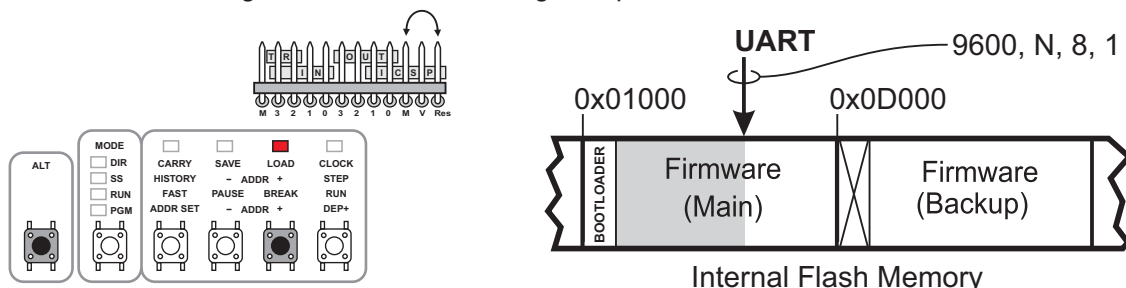 T R I N O U T I C S P
M 3 2 1 0 3 2 1 0 M V Res
ALT
MODE
DIR
SS
RUN
PGM
CARRY SAVE LOAD CLOCK
HISTORY – ADDR + STEP
FAST PAUSE BREAK RUN
ADDR SET – ADDR + DEP+
UART
9600, N, 8, 1
0x01000
0x0D000
BOOTLOADER
Firmware
(Main)
Firmware
(Backup)
Internal Flash Memory